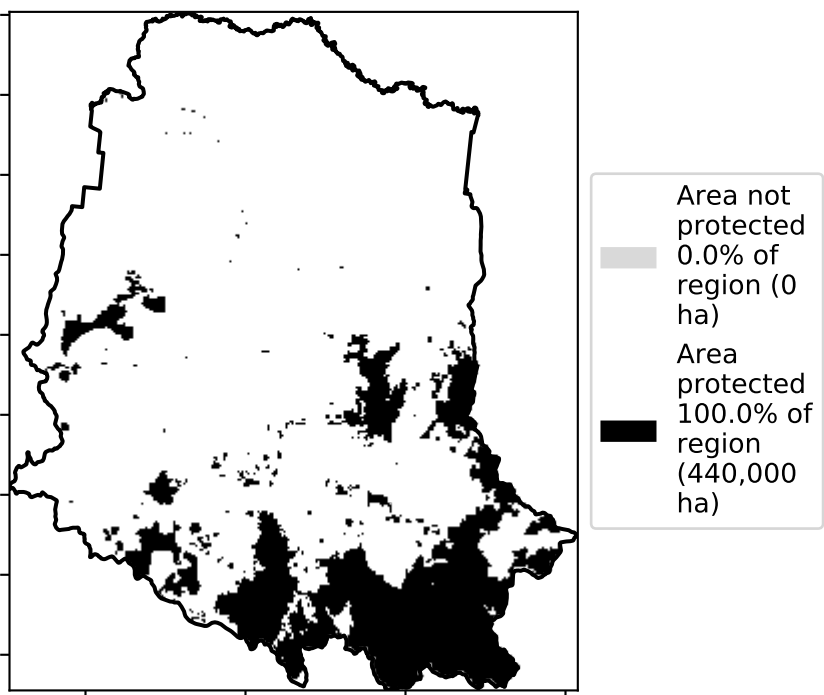 Area not
protected
0.0% of
region (0
ha)
Area
protected
100.0% of
region
(440,000
ha)